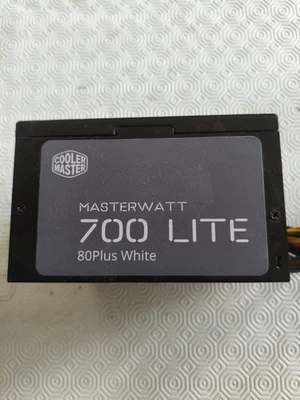 COOLER
MASTER
MASTERWATT
700 LITE
80Plus White